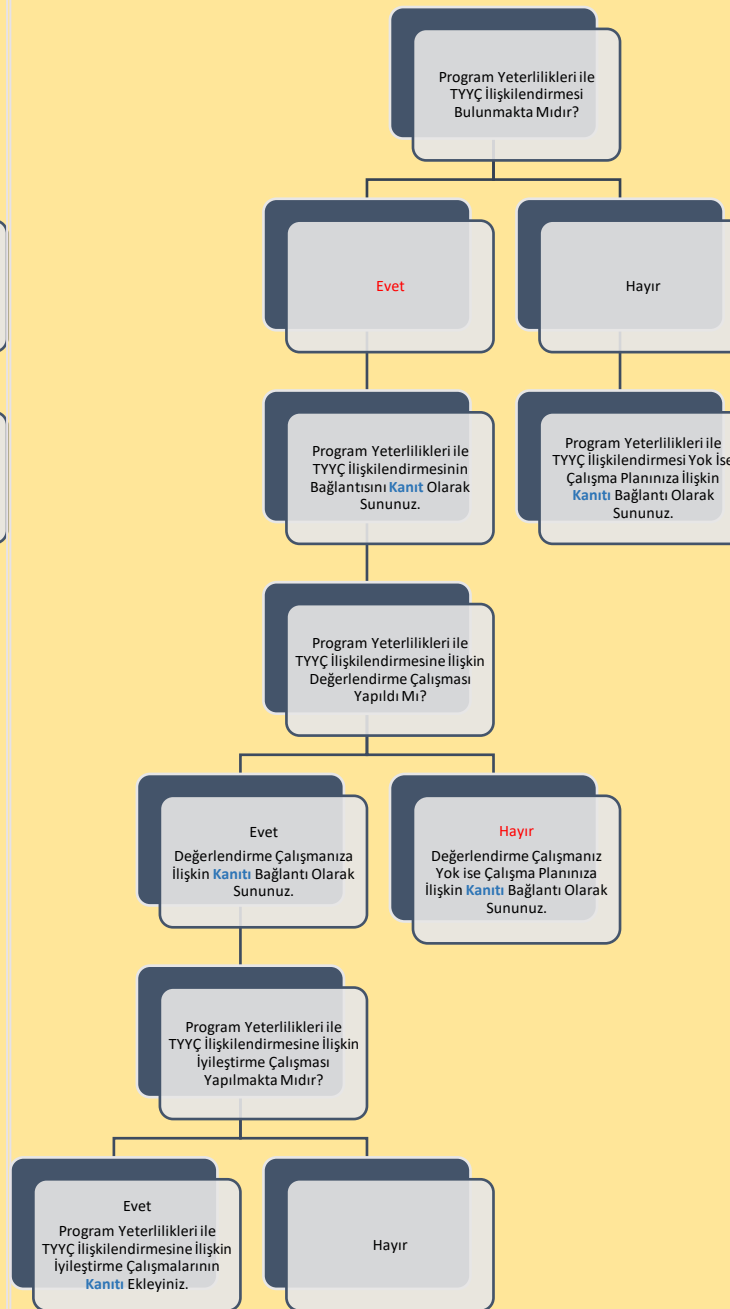 Program Yeterlilikleri ile
TYYÇ İlişkilendirmesi
Bulunmakta Mıdır?
Evet
Hayır
Program Yeterlilikleri ile
TYYÇ İlişkilendirmesinin
Bağlantısını Kanıt Olarak
Sununuz.
Program Yeterlilikleri ile
TYYÇ İlişkilendirmesi Yok İse
Çalışma Planınıza İlişkin
Kanıtı Bağlantı Olarak
Sununuz.
Program Yeterlilikleri ile
TYYÇ İlişkilendirmesine İlişkin
Değerlendirme Çalışması
Yapıldı Mı?
Evet
Değerlendirme Çalışmanıza
İlişkin Kanıtı Bağlantı Olarak
Sununuz.
Hayır
Değerlendirme Çalışmanız
Yok ise Çalışma Planınıza
İlişkin Kanıtı Bağlantı Olarak
Sununuz.
Program Yeterlilikleri ile
TYYÇ İlişkilendirmesine İlişkin
İyileştirme Çalışması
Yapılmakta Mıdır?
Evet
Program Yeterlilikleri ile
TYYÇ İlişkilendirmesine İlişkin
İyileştirme Çalışmalarının
Kanıtı Ekleyiniz.
Hayır